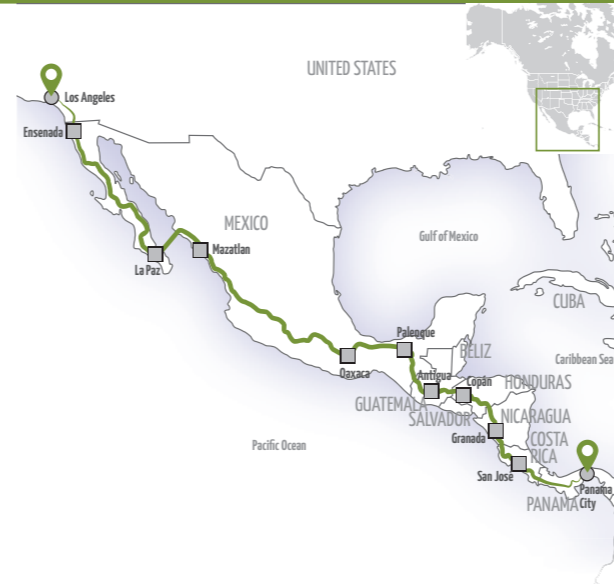 UNITED STATES
Los Angeles
Ensenada
MEXICO
Gulf of Mexico
Mazatlan
La Paz
CUBA
Palenque
BELIZ
Caribbean Sea
Oaxaca
Antigua
Copán
HONDURAS
GUATEMALA
SALVADOR
NICARAGUA
Granada
COSTA
RICA
Pacific Ocean
San José
Panama
City
PANAMA